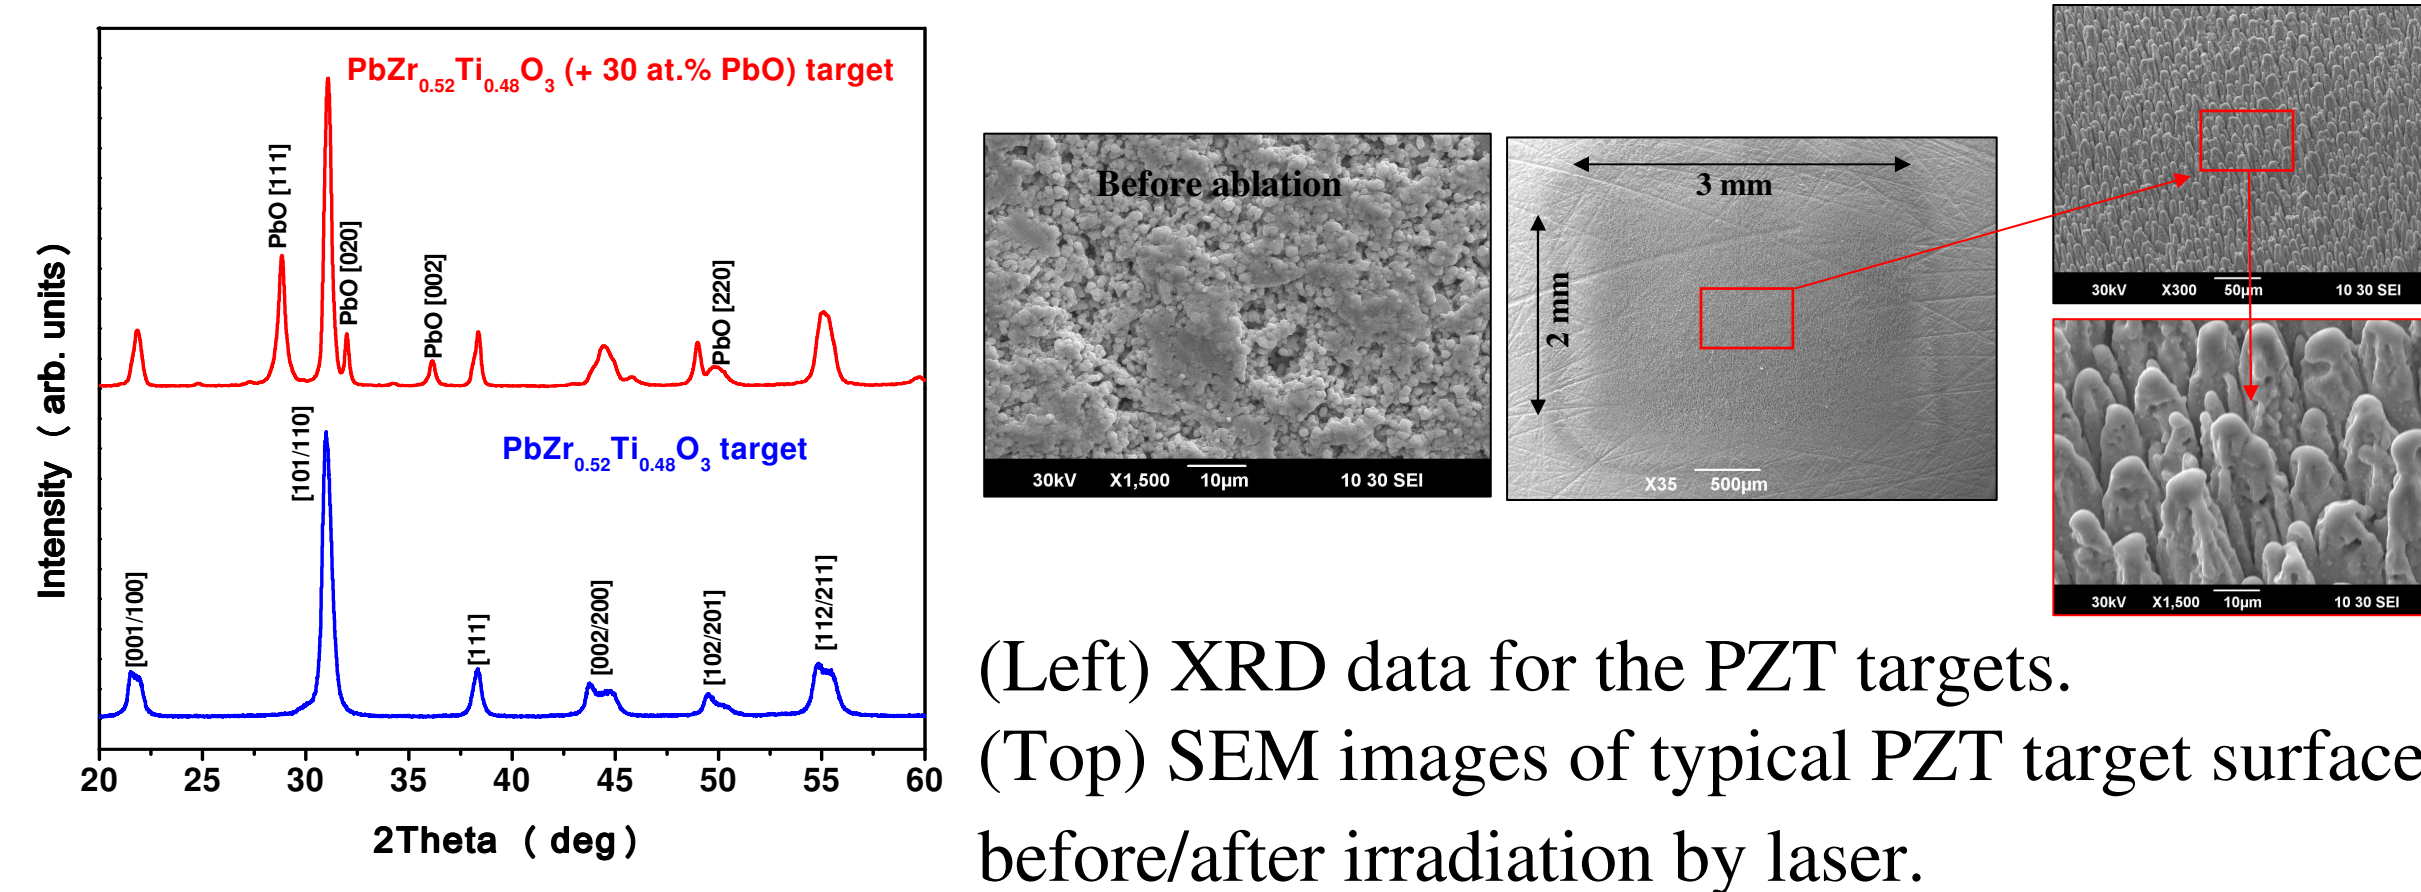 PbZr0.52Ti0.48O3 (+ 30 at.% PbO) target
PbO [111]
PbO [020]
PbO [002]
PbO [220]
PbZr0.52Ti0.48O3 target
[001/100]
[101/110]
[111]
[002/200]
[102/201]
[112/211]
Intensity ( arb. units)
20 25 30 35 40 45 50 55 60
2Theta ( deg)
Before ablation
30kV X1,500 10µm 10 30 SEI
3 mm
2 mm
X35 500µm
30kV X300 50µm 10 30 SEI
30kV X1,500 10µm 10 30 SEI
(Left) XRD data for the PZT targets.
(Top) SEM images of typical PZT target surface
before/after irradiation by laser.